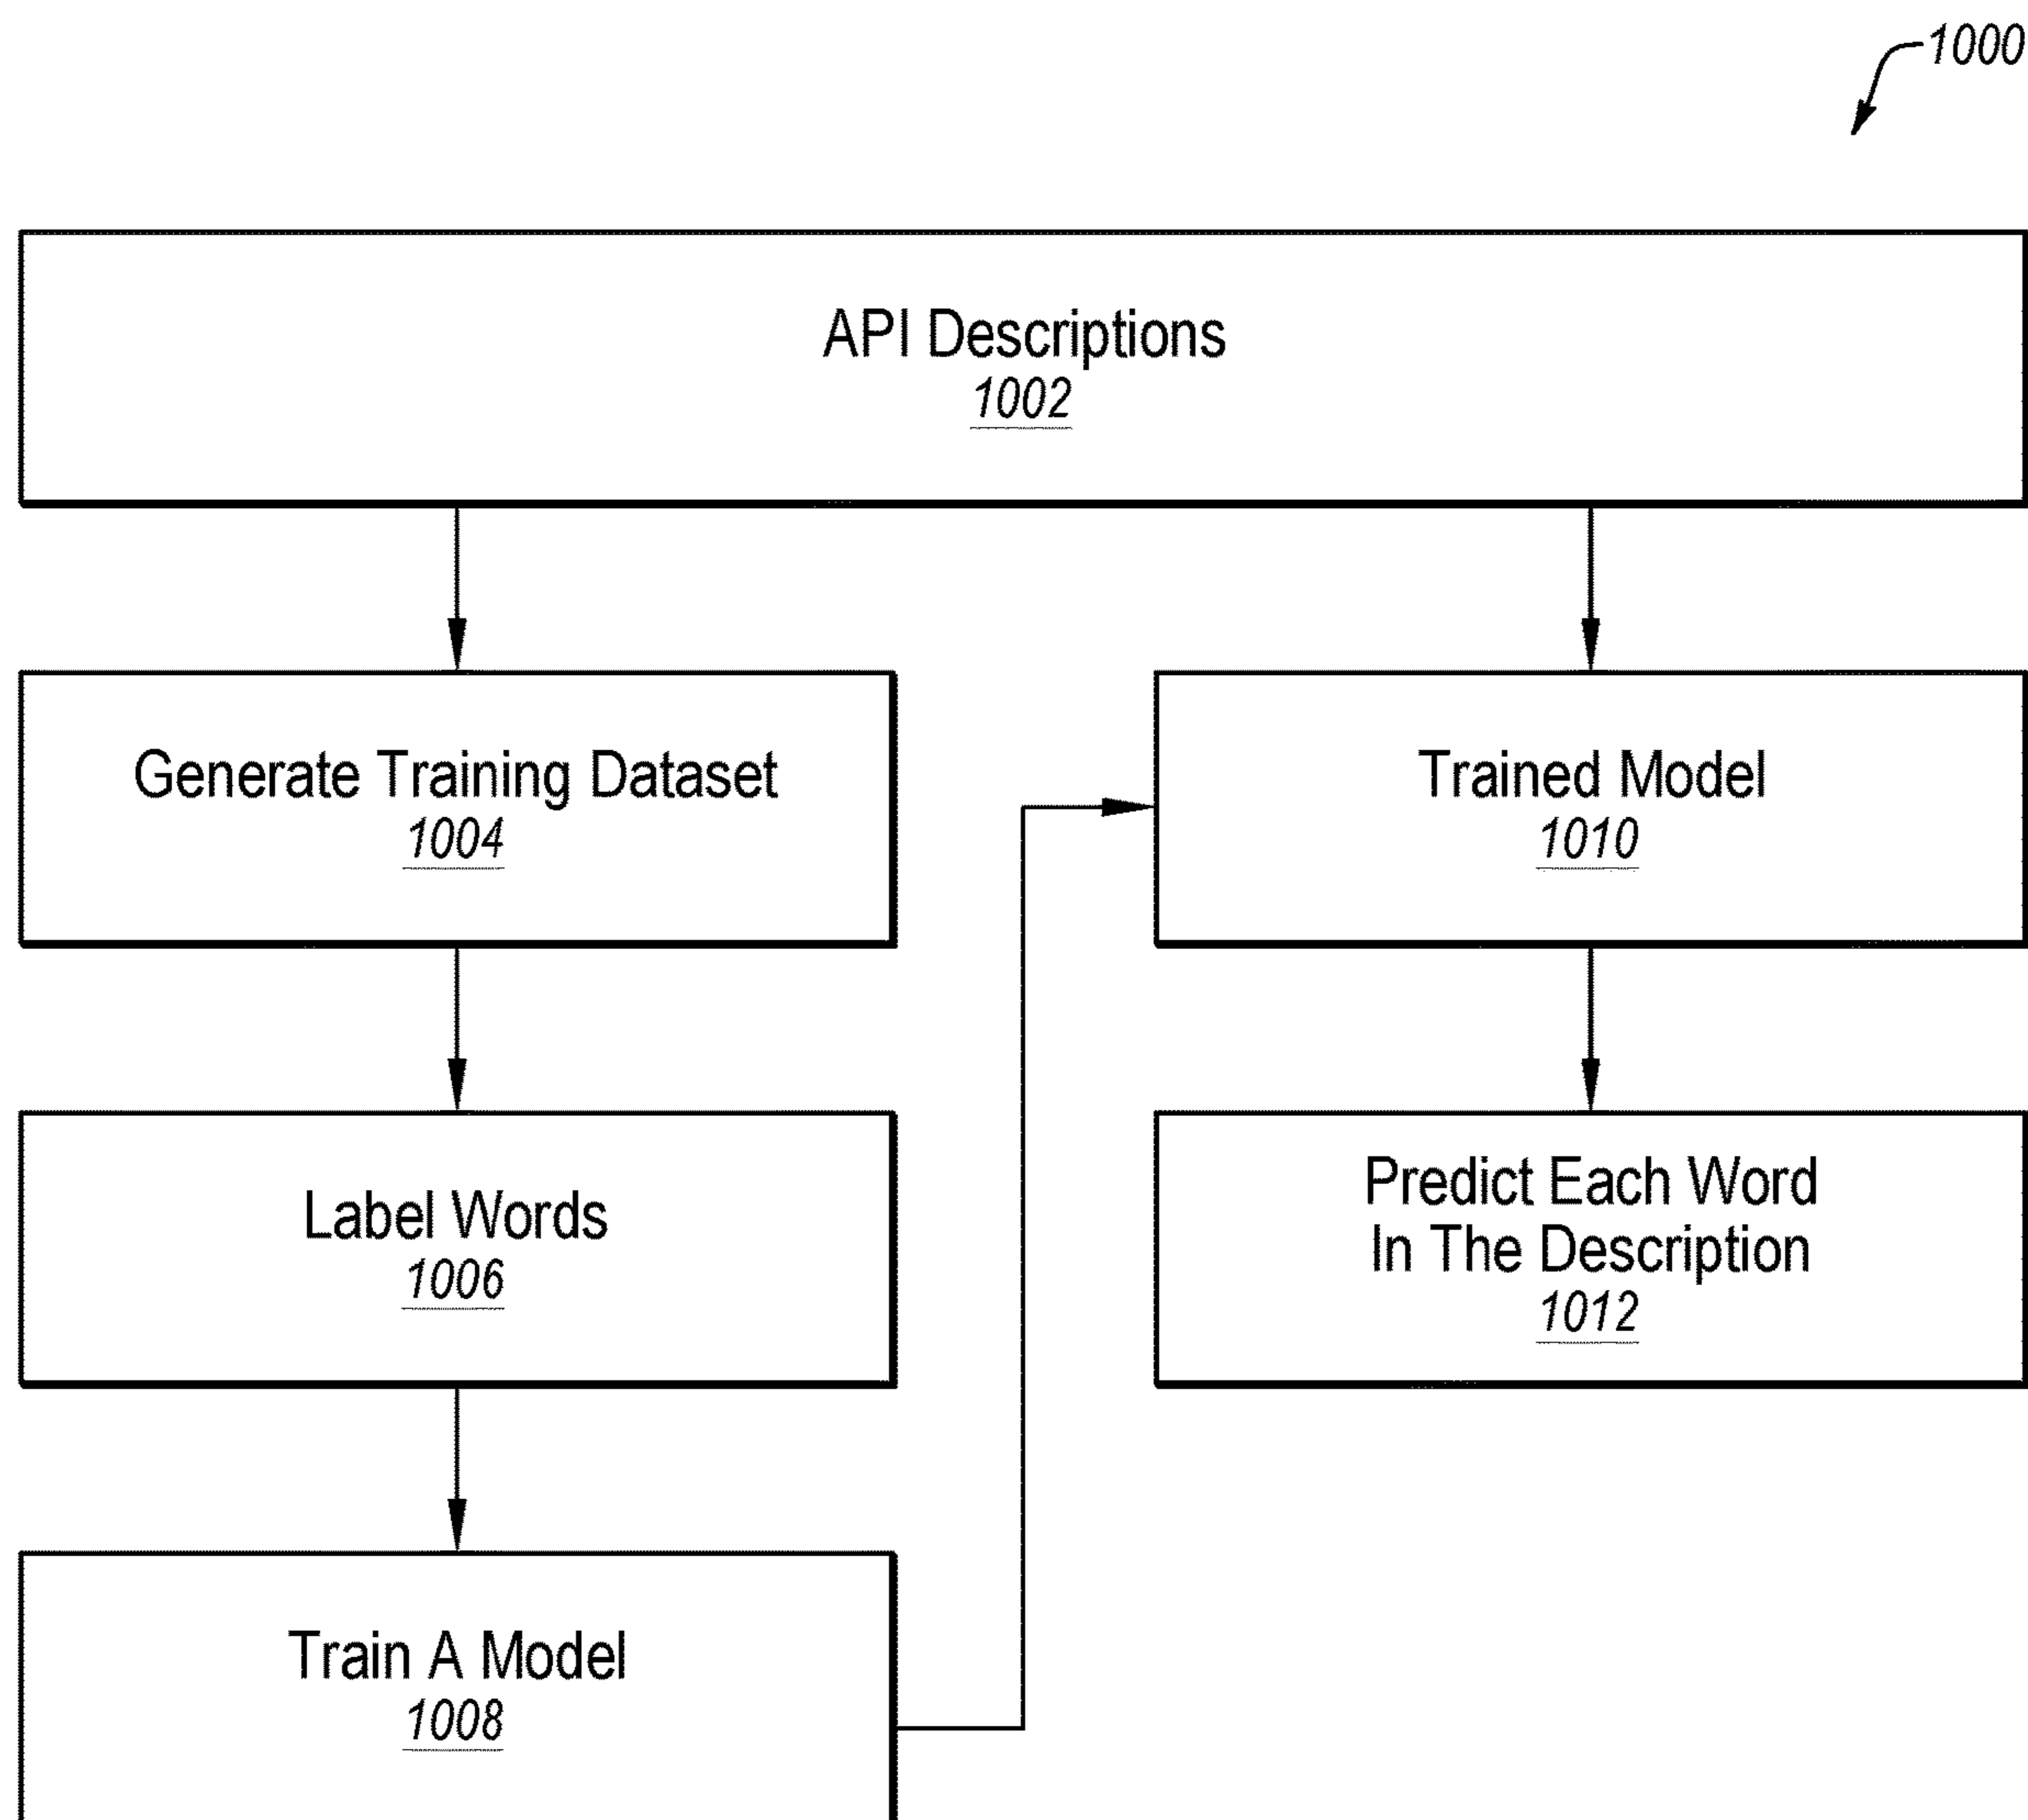 1000
API Descriptions
1002
Generate Training Dataset
1004
Label Words
1006
Train A Model
1008
Trained Model
1010
Predict Each Word
In The Description
1012